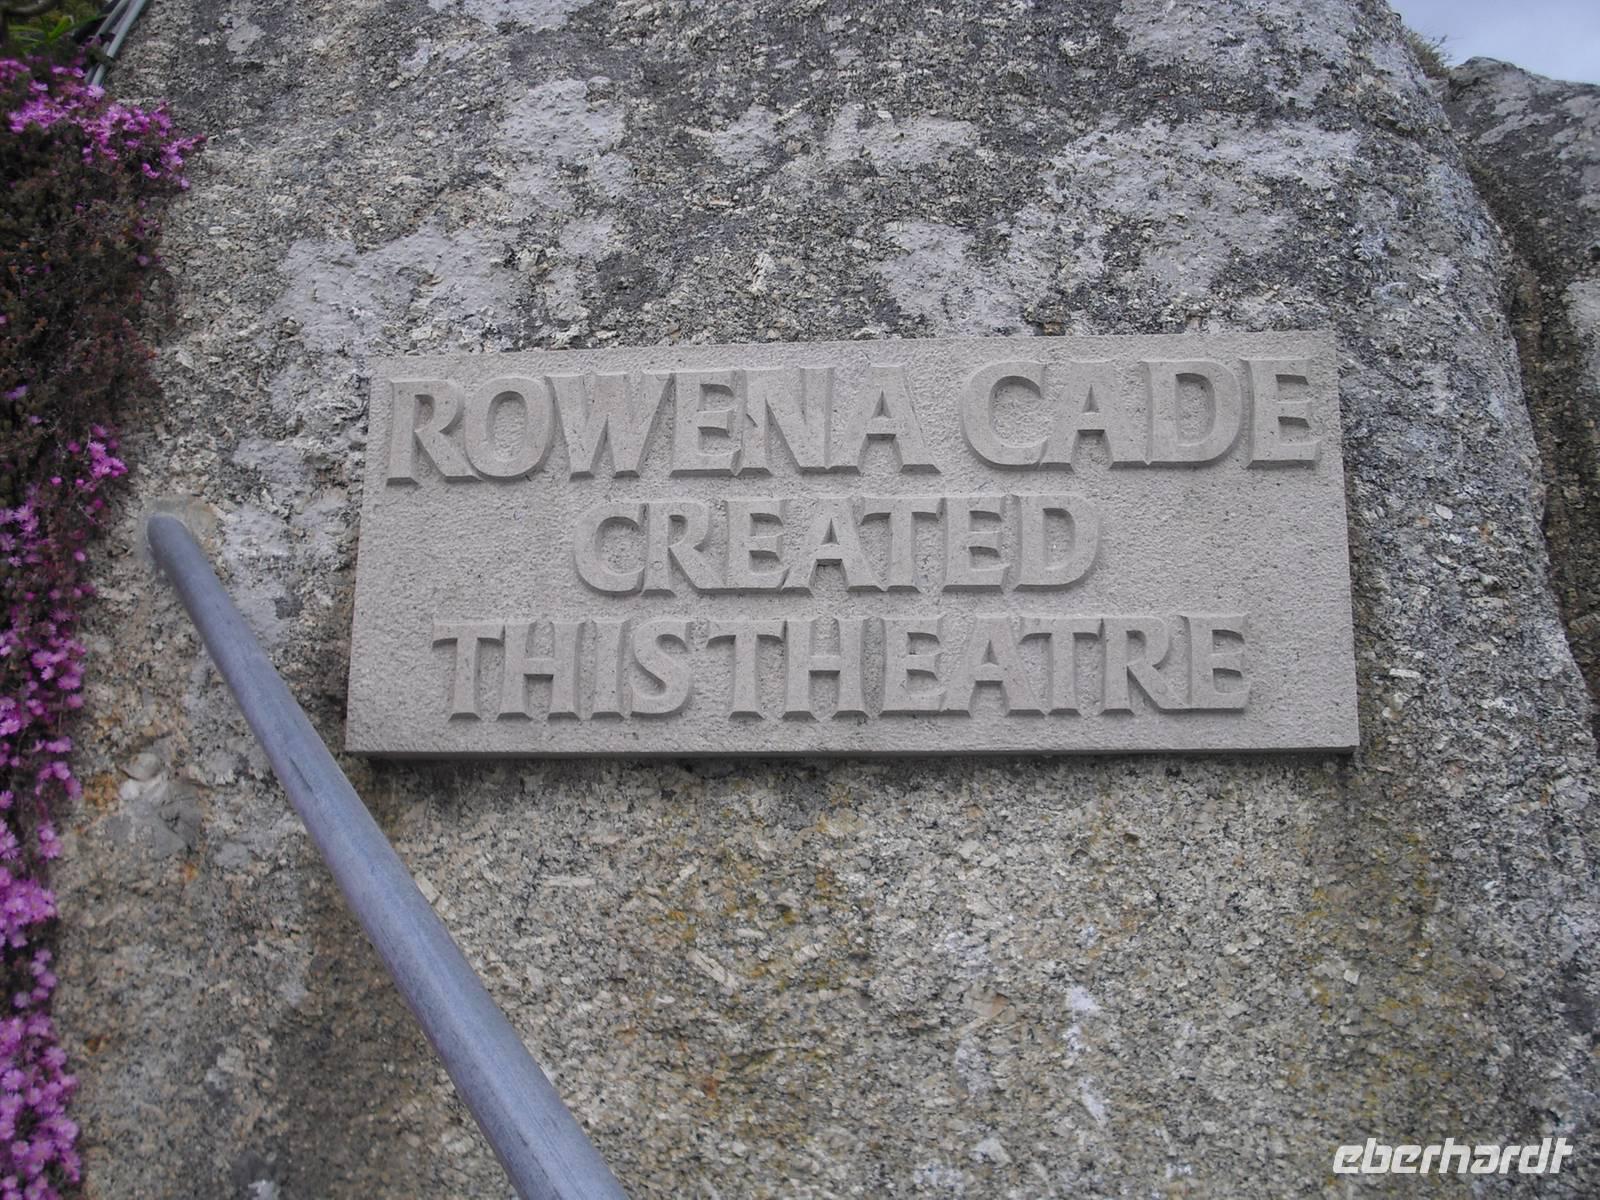 ROWENA CADE
CREATED
THIS THEATRE
eberhardt